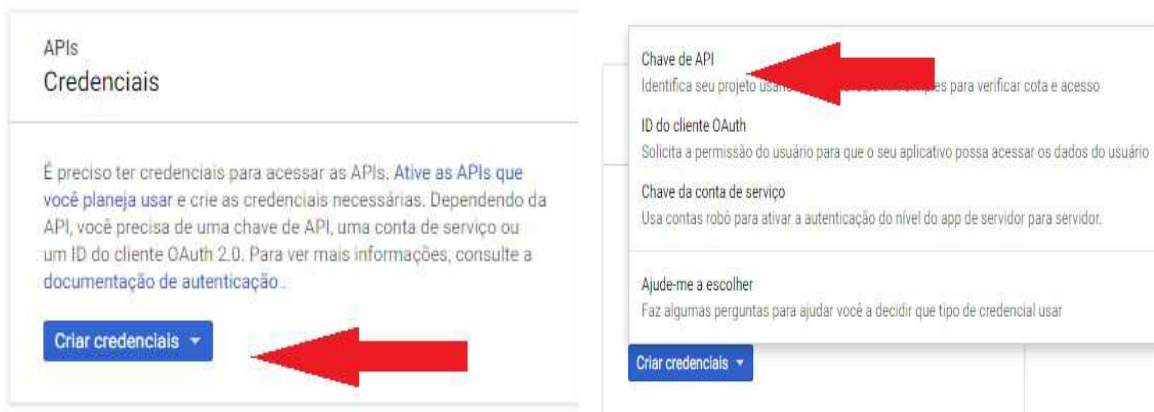 APIs
Credenciais
É preciso ter credenciais para acessar as APIs. Ative as APIs que
você planeja usar e crie as credenciais necessárias. Dependendo da
API, você precisa de uma chave de API, uma conta de serviço ou
um ID do cliente OAuth 2.0. Para ver mais informações, consulte a
documentação de autenticação .
Criar credenciais
Chave de API
Identifica seu projeto para verificar cota e acesso
ID do cliente OAuth
Solicita a permissão do usuário para que o seu aplicativo possa acessar os dados do usuário
Chave da conta de serviço
Usa contas robô para ativar a autenticação do nível do app de servidor para servidor.
Ajude-me a escolher
Faz algumas perguntas para ajudar você a decidir que tipo de credencial usar
Criar credenciais